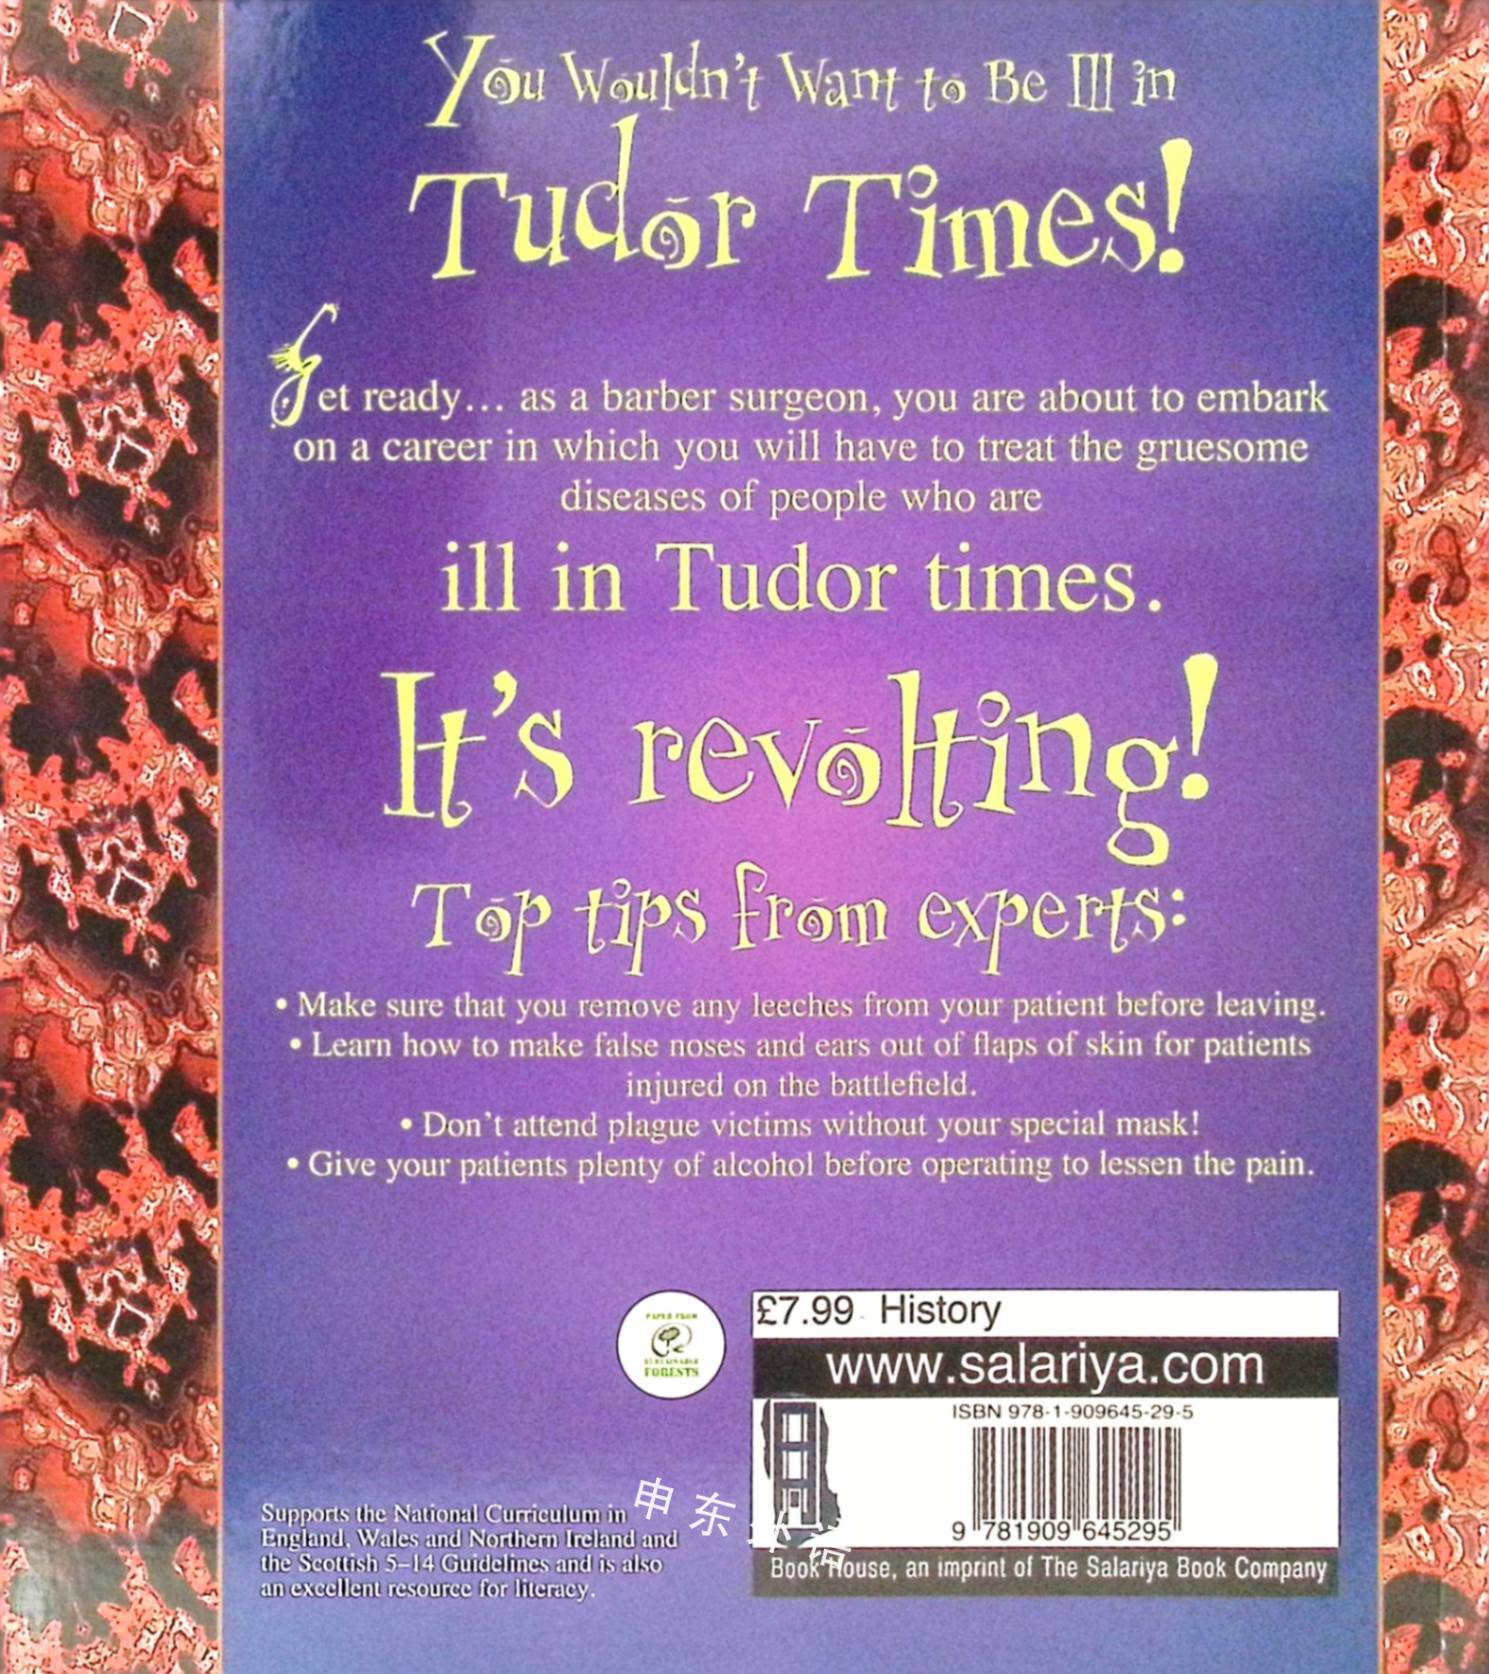 You Wouldn't Want to Be Ill in
Tudor Times!
Get ready... as a barber surgeon, you are about to embark
on a career in which you will have to treat the gruesome
diseases of people who are
ill in Tudor times.
It's revolting!
Top tips from experts:
• Make sure that you remove any leeches from your patient before leaving.
• Learn how to make false noses and ears out of flaps of skin for patients
injured on the battlefield.
• Don't attend plague victims without your special mask!
• Give your patients plenty of alcohol before operating to lessen the pain.
PAPER FROM
SUSTAINABLE
FORESTS
£7.99 History
www.salariya.com
ISBN 978-1-909645-29-5
9 781909 645295
Supports the National Curriculum in
England, Wales and Northern Ireland and
the Scottish 5–14 Guidelines and is also
an excellent resource for literacy.
申东
Book House, an imprint of The Salariya Book Company